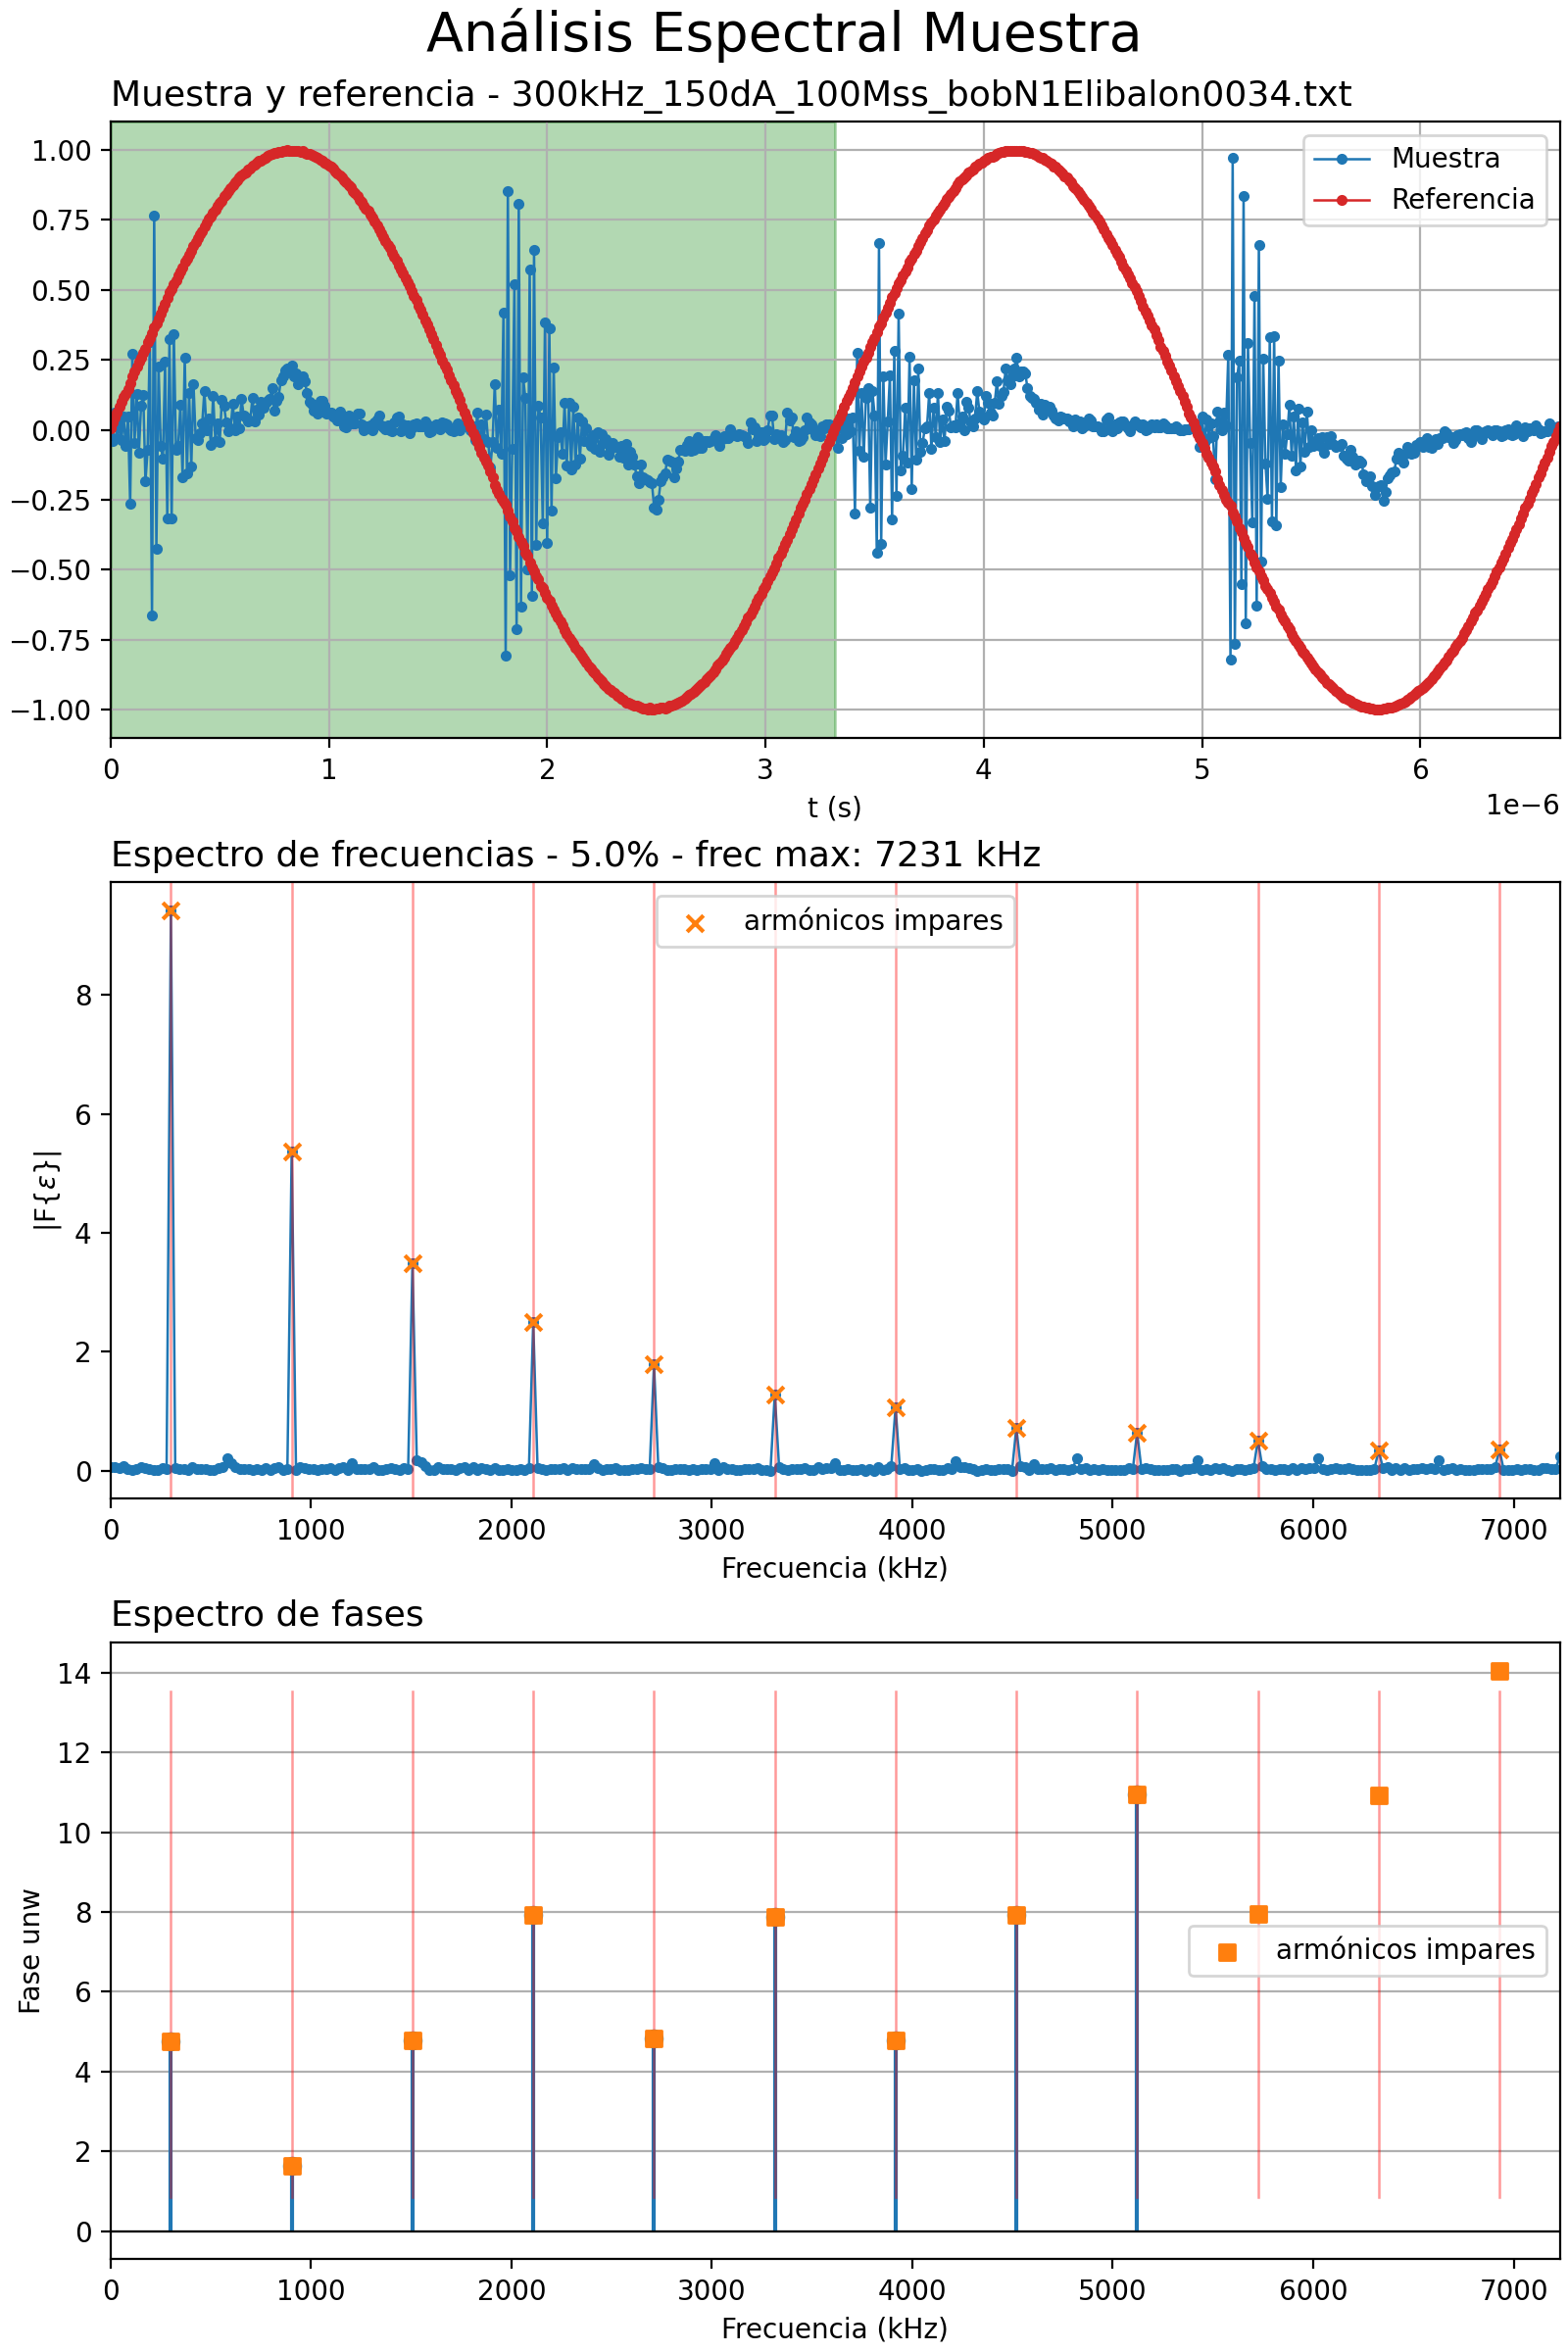 Análisis Espectral Muestra
Muestra y referencia - 300kHz_150dA_100Mss_bobN1Elibalon0034.txt
1.00
0.75
0.50
0.25
0.00
−0.25
−0.50
−0.75
−1.00
Muestra
Referencia
0 1 2 3 4 5 6
1e−6
t (s)
Espectro de frecuencias - 5.0% - frec max: 7231 kHz
armónicos impares
8
6
4
2
0
|F{ε}|
0 1000 2000 3000 4000 5000 6000 7000
Frecuencia (kHz)
Espectro de fases
14
12
10
8
6
4
2
0
Fase unw
armónicos impares
0 1000 2000 3000 4000 5000 6000 7000
Frecuencia (kHz)